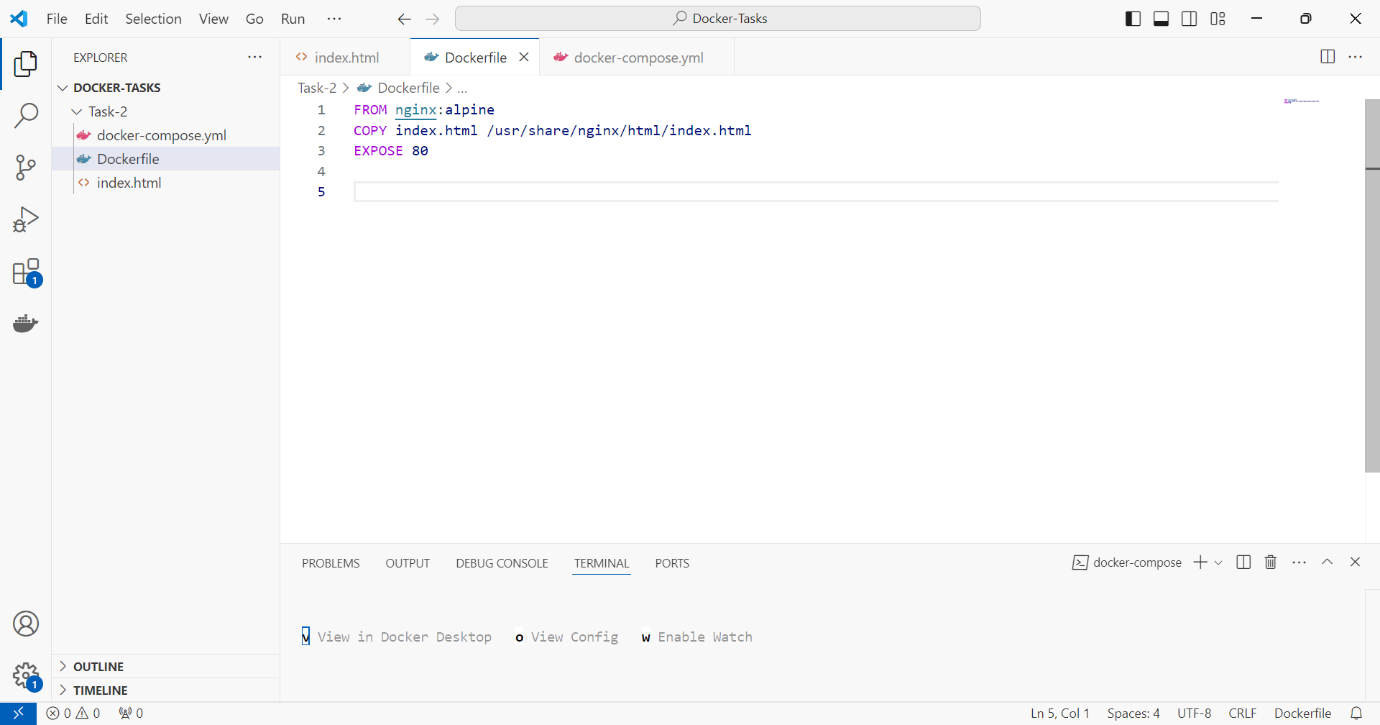 File Edit Selection View Go Run ··· Docker-Tasks
EXPLORER ···
DOCKER-TASKS
Task-2
docker-compose.yml
Dockerfile
index.html
1
1
OUTLINE
TIMELINE
index.html Dockerfile docker-compose.yml ···
Task-2 > Dockerfile > ...
1 FROM nginx:alpine
2 COPY index.html /usr/share/nginx/html/index.html
3 EXPOSE 80
4
5
PROBLEMS OUTPUT DEBUG CONSOLE TERMINAL PORTS docker-compose ···
v View in Docker Desktop o View Config w Enable Watch
0 0 0 Ln 5, Col 1 Spaces: 4 UTF-8 CRLF Dockerfile